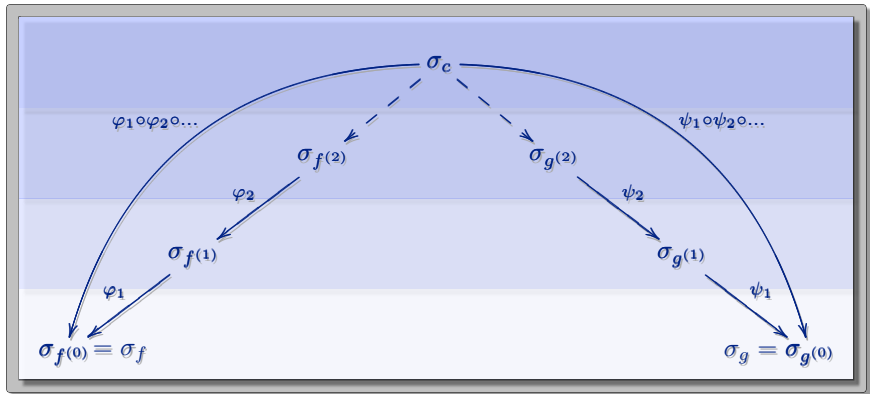 σ_c
φ₁∘φ₂∘... ψ₁∘ψ₂∘...
σ_{f^{(2)}} σ_{g^{(2)}}
φ₂ ψ₂
σ_{f^{(1)}} σ_{g^{(1)}}
φ₁ ψ₁
σ_{f^{(0)}} = σ_f σ_g = σ_{g^{(0)}}